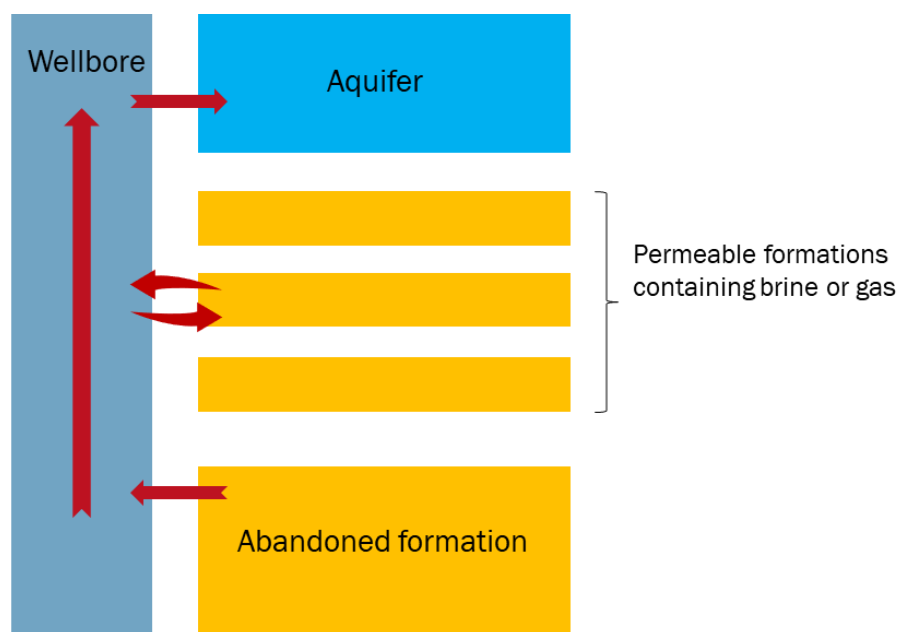 Wellbore
Aquifer
Permeable formations
containing brine or gas
Abandoned formation